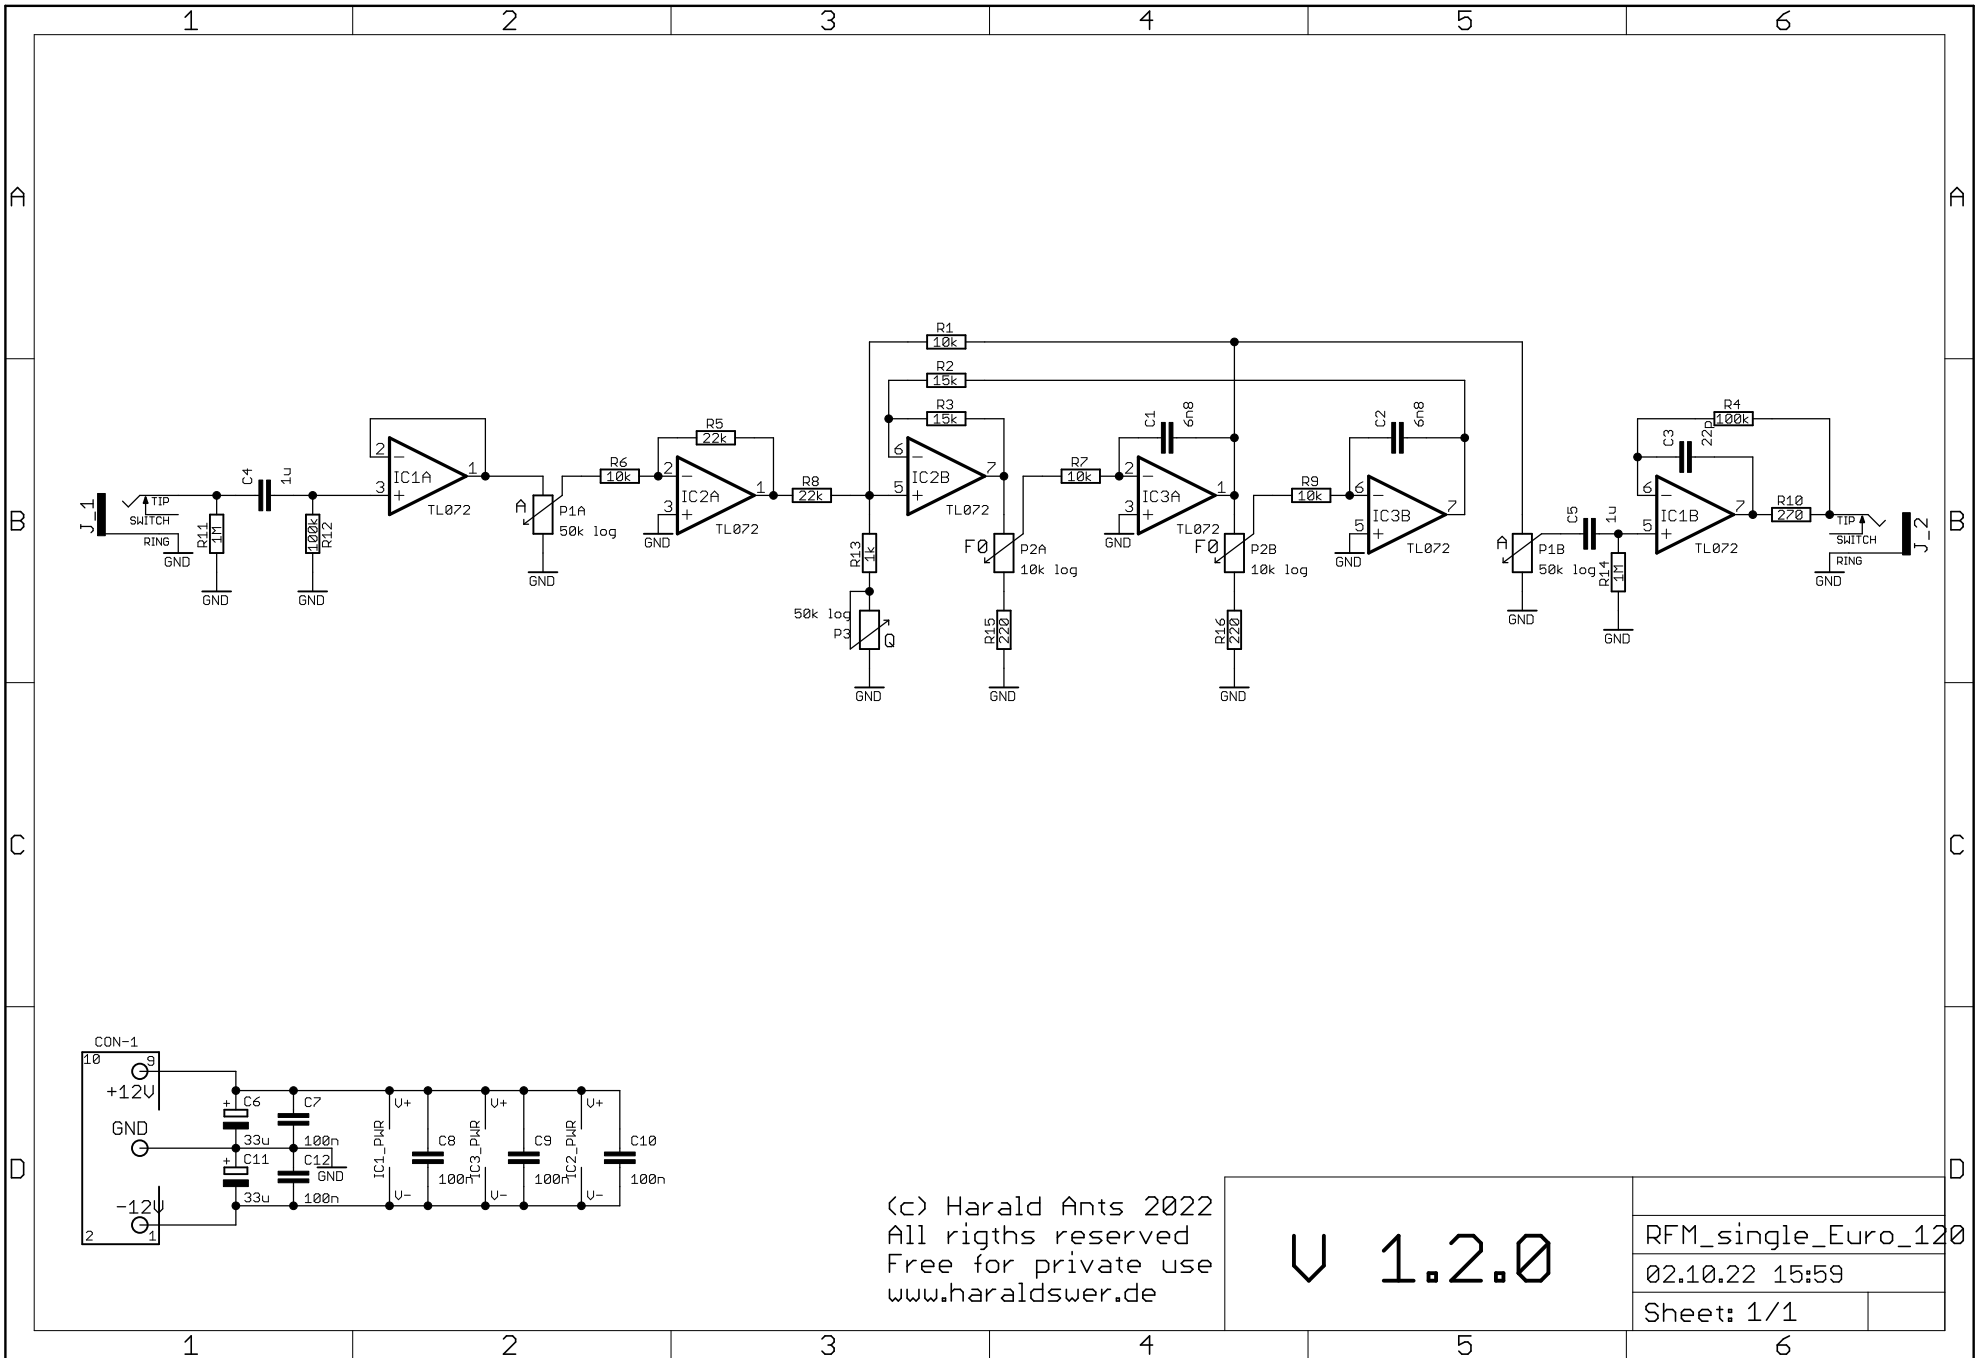 1 2 3 4 5 6
A A
R1
10k
R2
15k
R3
15k
C1
6n8
C2
6n8
R4
100k
C3
22p
R5
22k
C4
1u
2
3
IC1A
1
TL072
R6
10k
2
3
IC2A
1
TL072
GND
R8
22k
6
5
IC2B
7
TL072
R7
10k
2
3
IC3A
1
TL072
GND
R9
10k
6
5
IC3B
7
TL072
GND
C5
1u
6
5
IC1B
7
TL072
R10
270
B B
J_1
TIP
SWITCH
RING
GND
R11
1M
GND
100k
R12
GND
A
P1A
50k log
GND
R13
1k
50k log
P3
Q
GND
F0
P2A
10k log
R15
220
GND
F0
P2B
10k log
R16
220
GND
A
P1B
50k log
GND
R14
1M
GND
TIP
SWITCH
RING
GND
J_2
C C
CON-1
10
9
+12V
GND
-12V
2
1
C6
+
33u
C7
100n
C11
+
33u
C12
100n
GND
V+
IC1_PWR
V-
C8
100n
V+
IC3_PWR
V-
C9
100n
V+
IC2_PWR
V-
C10
100n
D D
(c) Harald Ants 2022
All rigths reserved
Free for private use
www.haraldswer.de
V 1.2.0
RFM_single_Euro_120
02.10.22 15:59
Sheet: 1/1
1 2 3 4 5 6